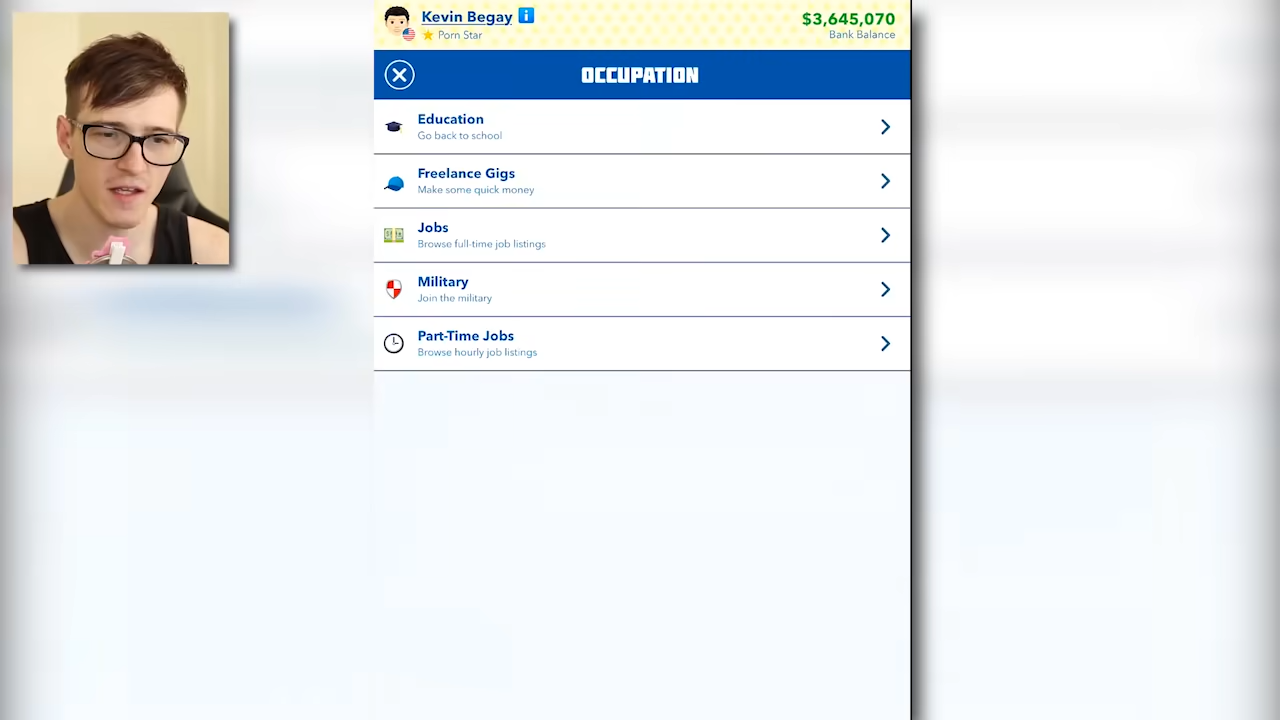 Kevin Begay
$3,645,070
Porn Star
Bank Balance
OCCUPATION
Education
Go back to school
Freelance Gigs
Make some quick money
Jobs
Browse full-time job listings
Military
Join the military
Part-Time Jobs
Browse hourly job listings